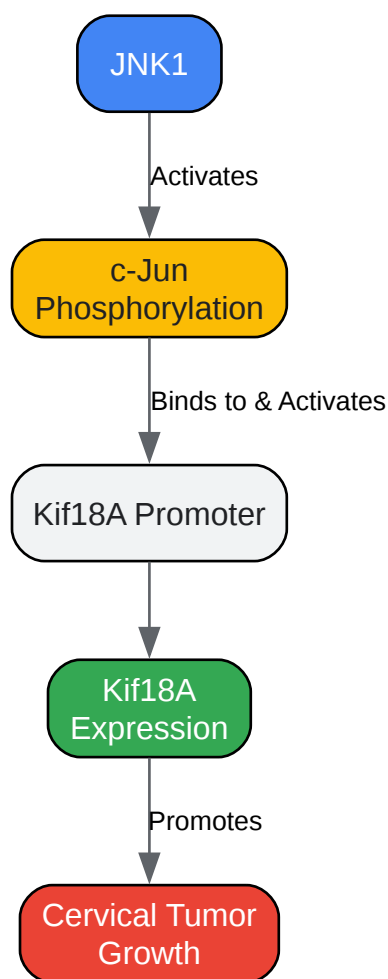 JNK1
Activates
c-Jun
Phosphorylation
Binds to & Activates
Kif18A Promoter
Kif18A
Expression
Promotes
Cervical Tumor
Growth